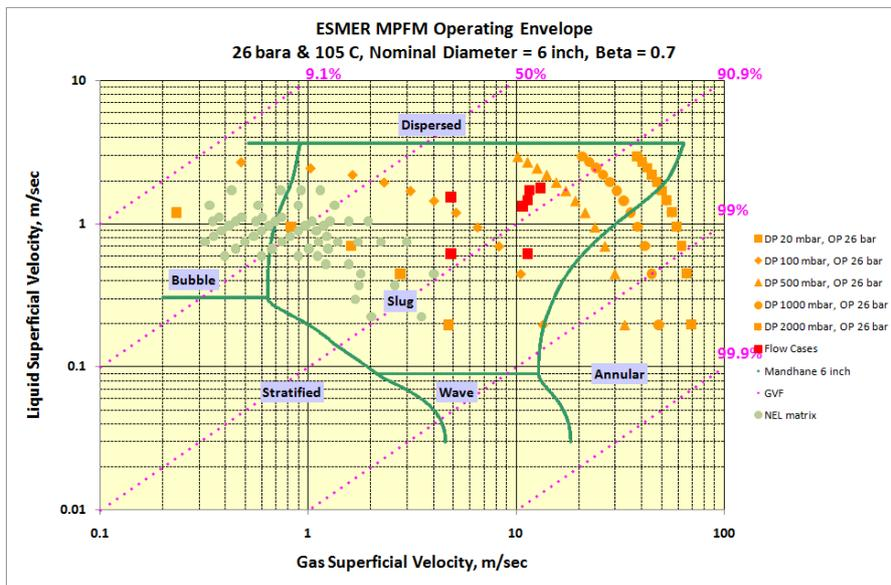 ESMER MPFM Operating Envelope
26 bara & 105 C, Nominal Diameter = 6 inch, Beta = 0.7
9.1%
50%
90.9%
10
Dispersed
Liquid Superficial Velocity, m/sec
1
99%
Bubble
Slug
DP 20 mbar, OP 26 bar
DP 100 mbar, OP 26 bar
DP 500 mbar, OP 26 bar
DP 1000 mbar, OP 26 bar
DP 2000 mbar, OP 26 bar
Flow Cases
Mandhane 6 inch
GVF
NEL matrix
0.1
99.9%
Stratified
Wave
Annular
0.01
0.1
1
10
100
Gas Superficial Velocity, m/sec